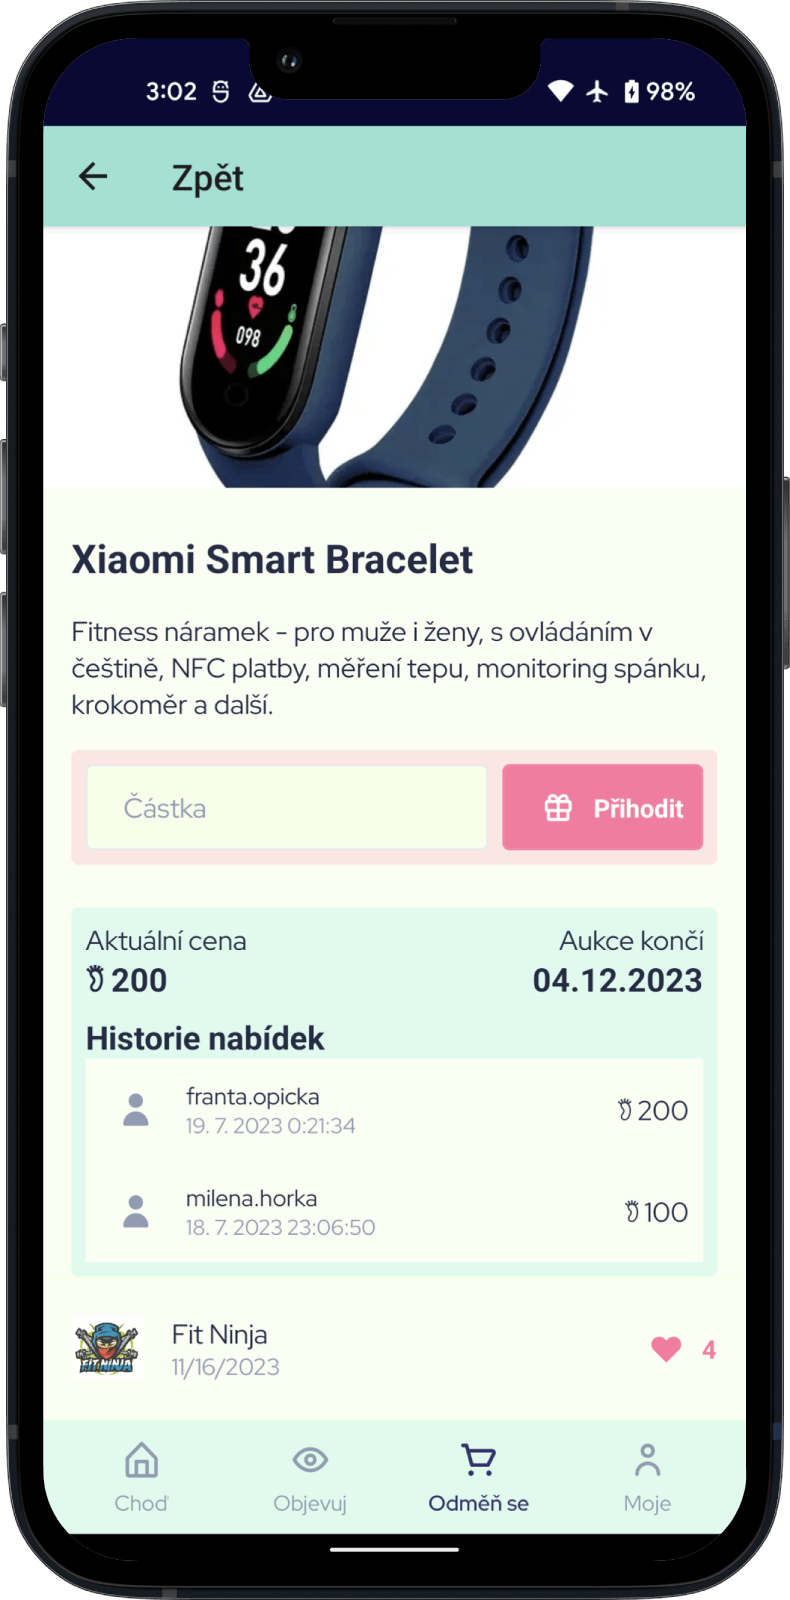 3:02 98%
Zpět
36
098
Xiaomi Smart Bracelet
Fitness náramek - pro muže i ženy, s ovládáním v
češtině, NFC platby, měření tepu, monitoring spánku,
krokoměr a další.
Částka
Přihodit
Aktuální cena Aukce končí
200 04.12.2023
Historie nabídek
franta.opicka
19. 7. 2023 0:21:34
200
milena.horka
18. 7. 2023 23:06:50
100
FIT NINJA
Fit Ninja
11/16/2023
4
Choď Objevuj Odměň se Moje